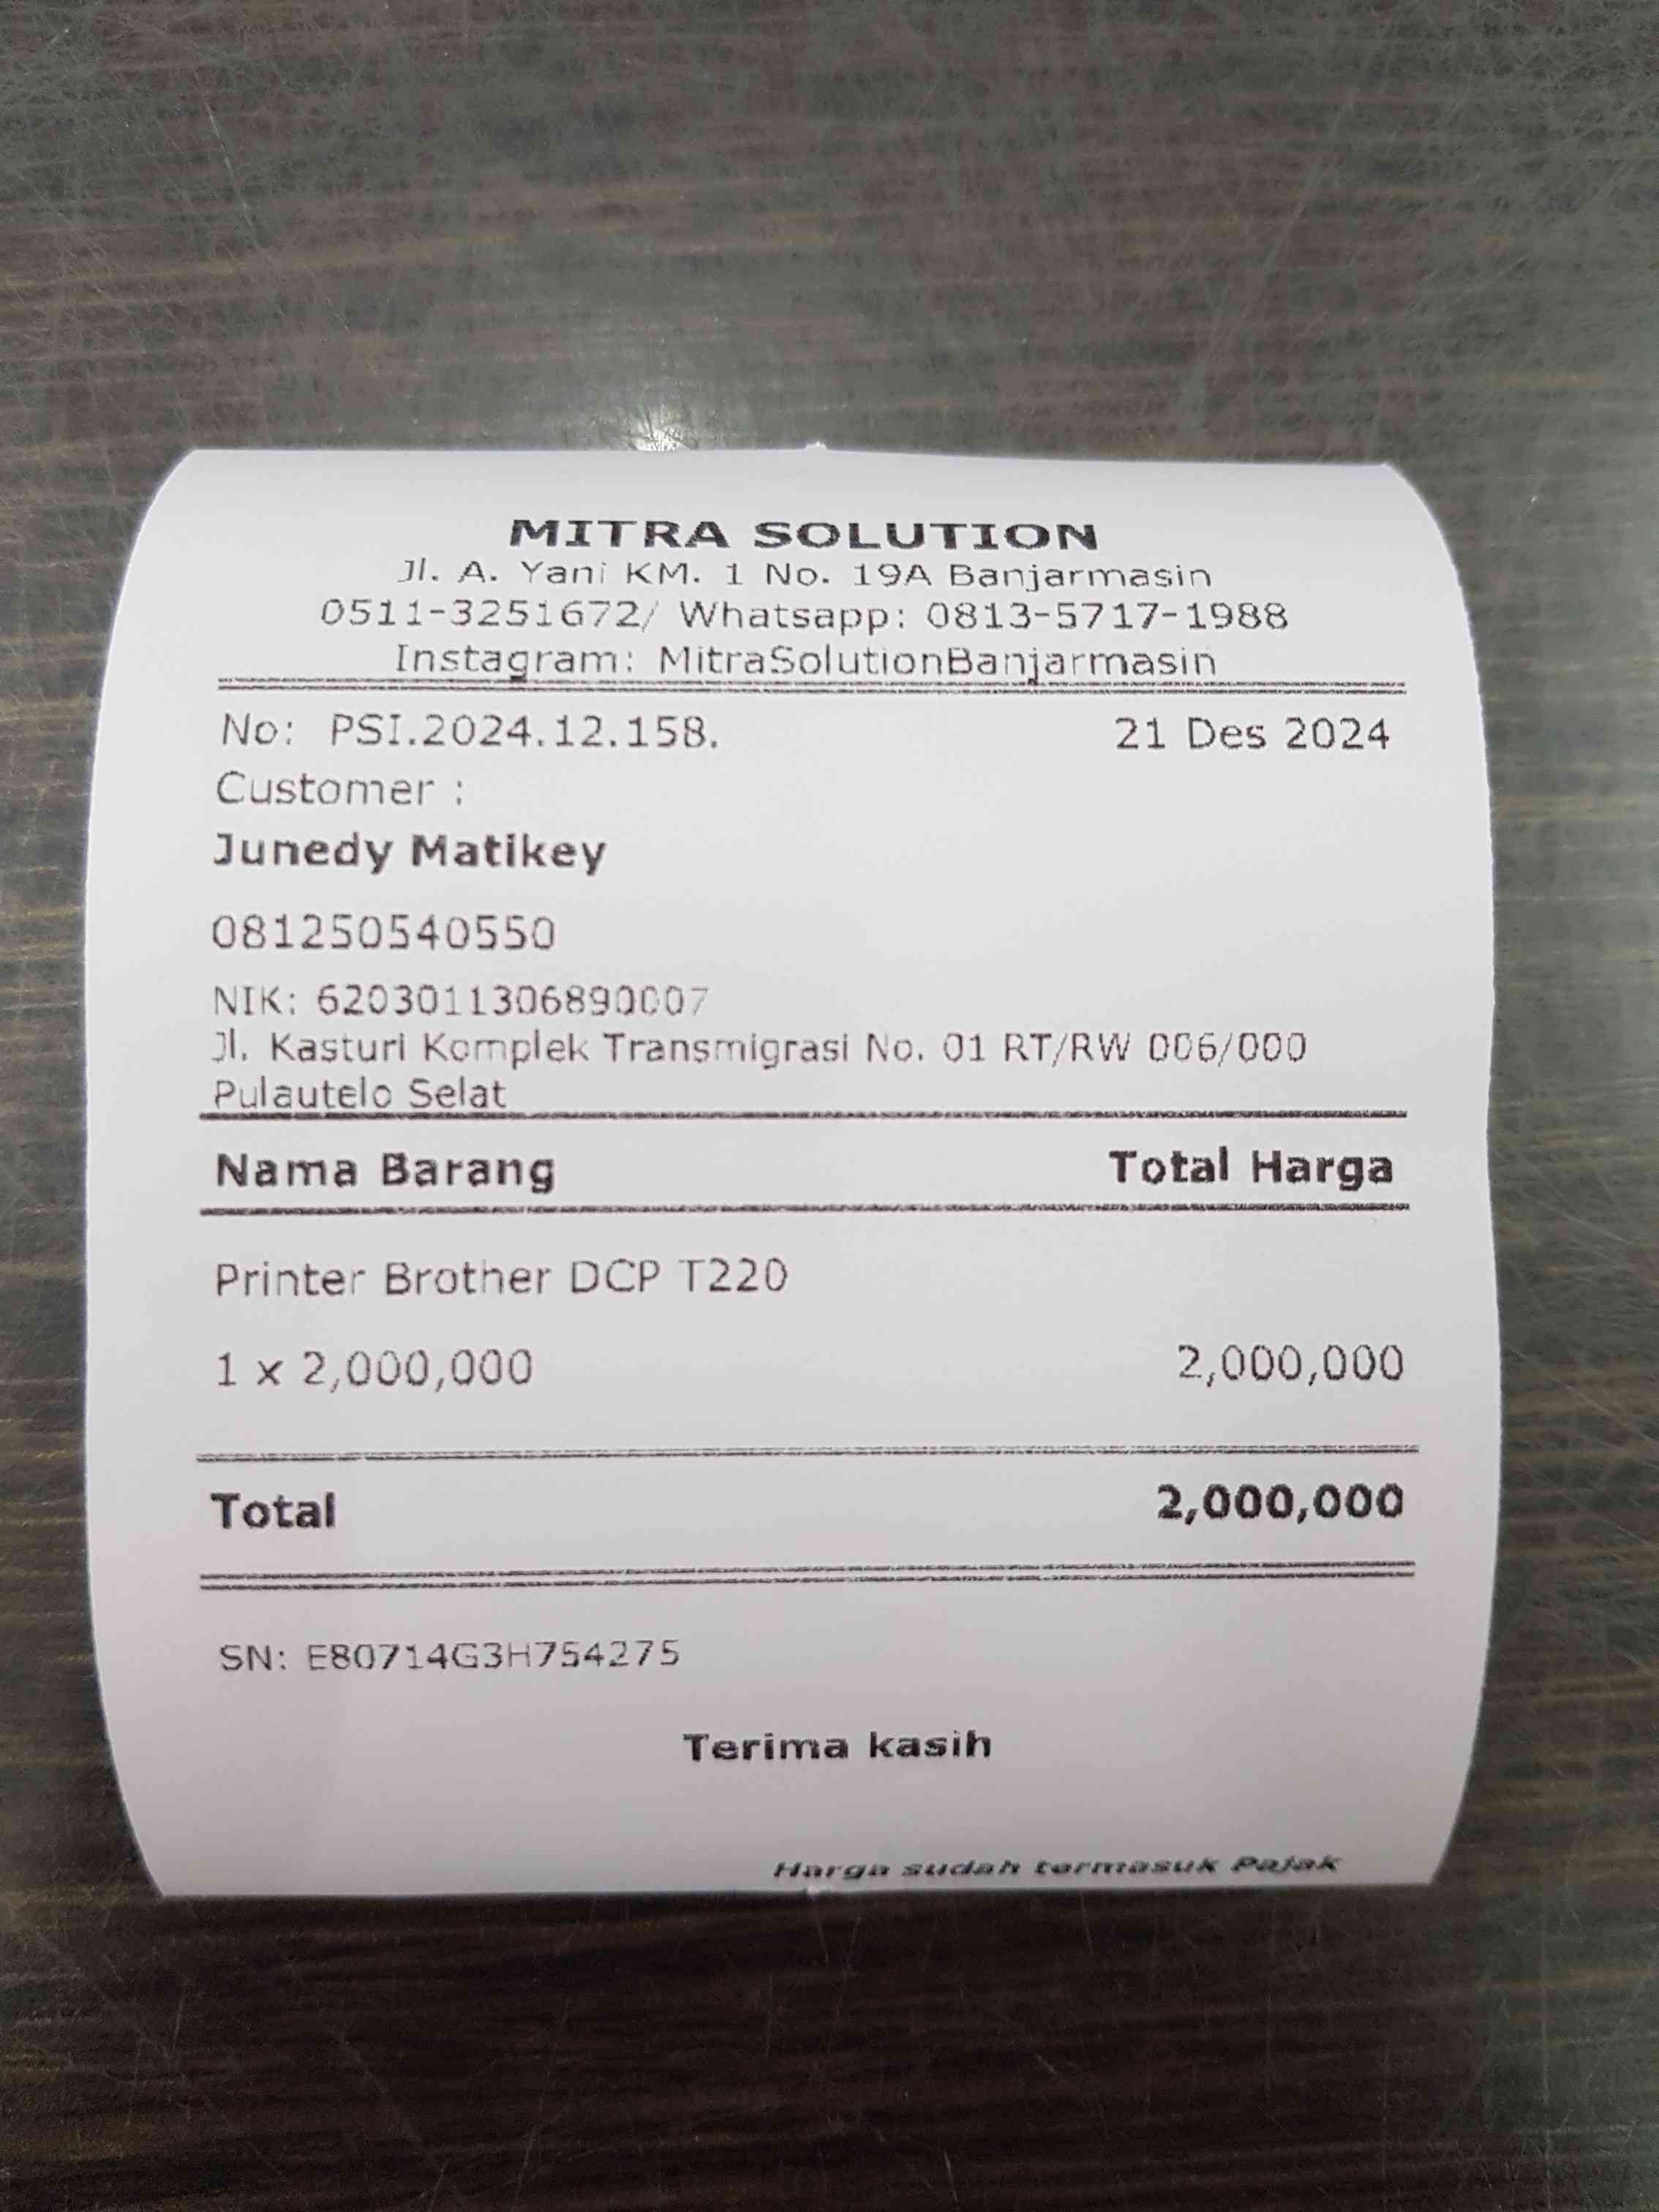 MITRA SOLUTION
Jl. A. Yani KM. 1 No. 19A Banjarmasin
0511-3251672/ Whatsapp: 0813-5717-1988
Instagram: MitraSolutionBanjarmasin
No: PSI.2024.12.158. 21 Des 2024
Customer :
Junedy Matikey
081250540550
NIK: 6203011306890007
Jl. Kasturi Komplek Transmigrasi No. 01 RT/RW 006/000
Pulautelo Selat
Nama Barang Total Harga
Printer Brother DCP T220
1 x 2,000,000 2,000,000
Total 2,000,000
SN: E80714G3H754275
Terima kasih
Harga sudah termasuk Pajak